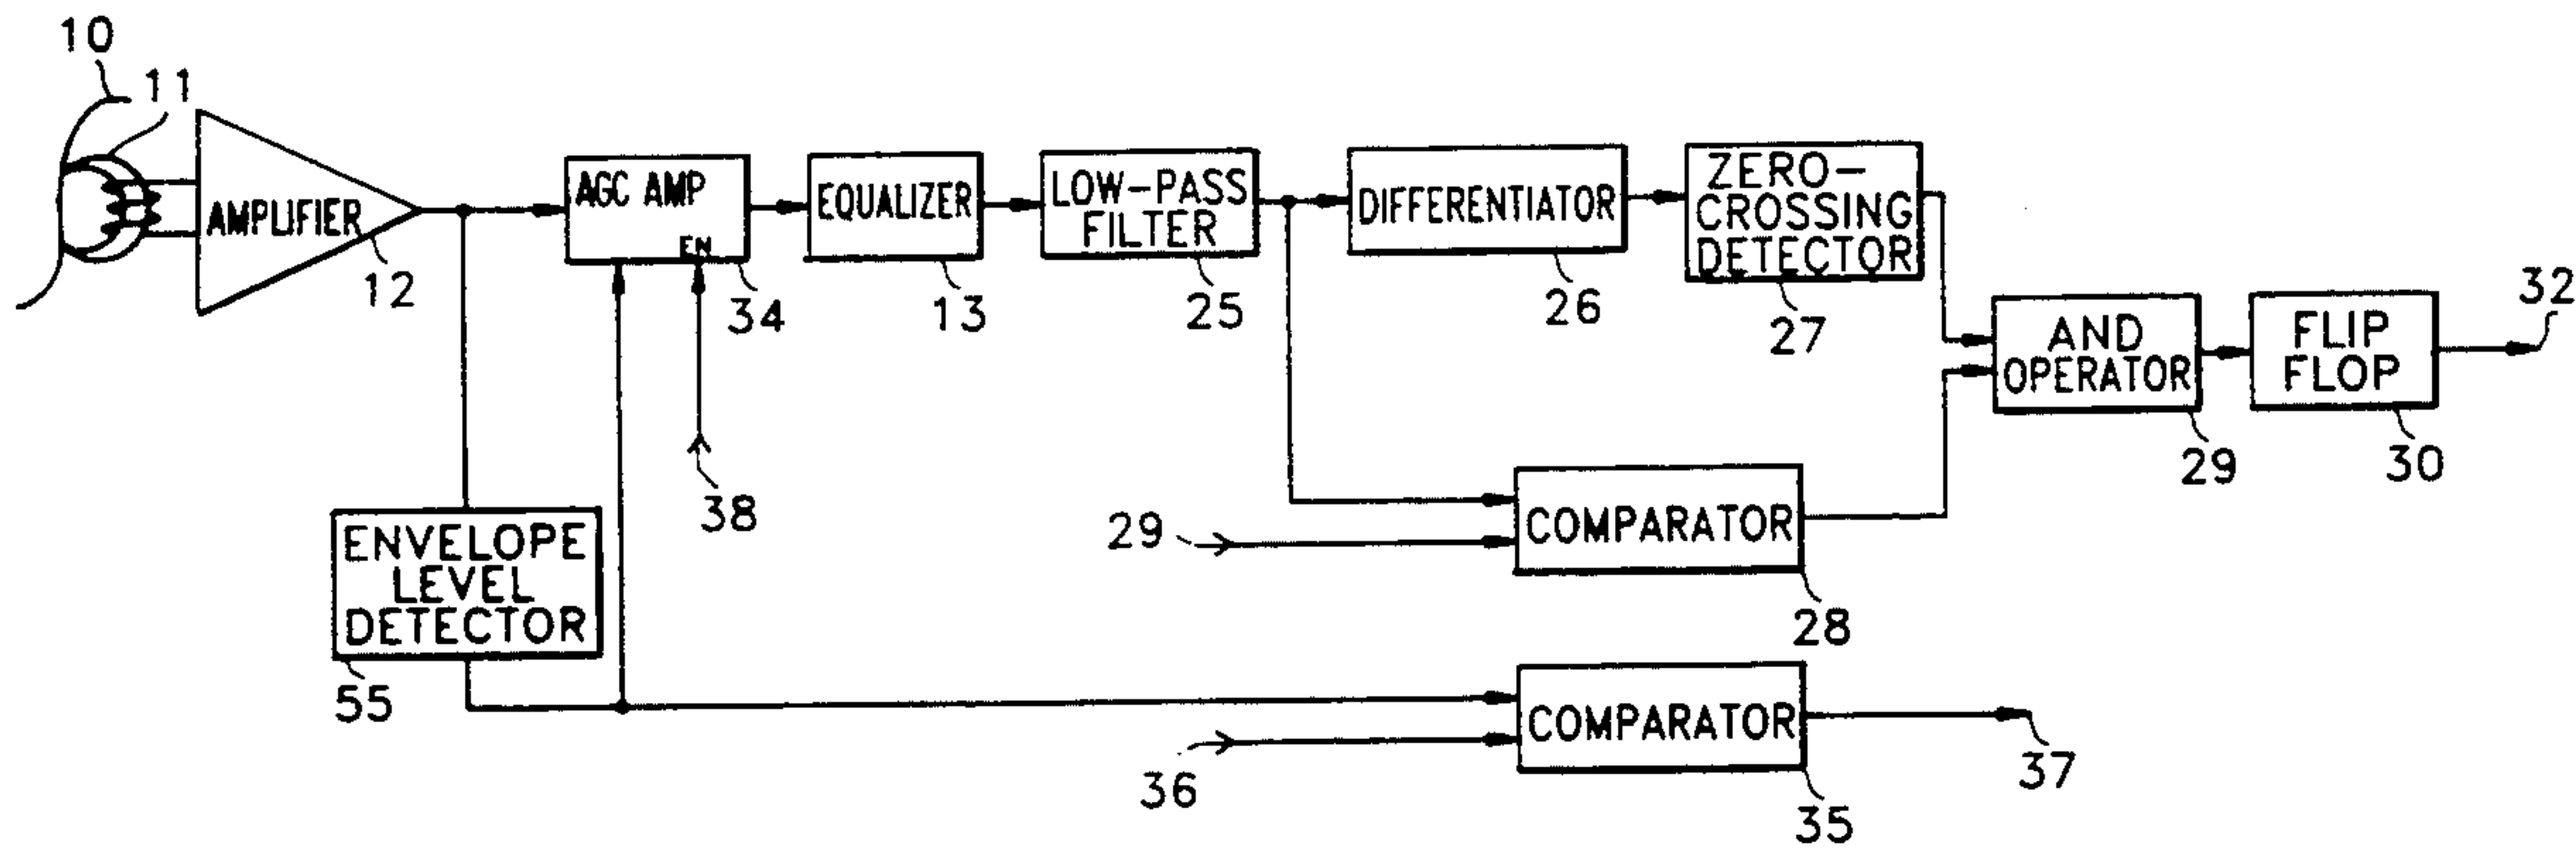 10
11
AMPLIFIER
12
AGC AMP
EN
34
38
EQUALIZER
13
LOW-PASS
FILTER
25
DIFFERENTIATOR
26
ZERO-
CROSSING
DETECTOR
27
AND
OPERATOR
29
FLIP
FLOP
30
32
ENVELOPE
LEVEL
DETECTOR
55
29
COMPARATOR
28
36
COMPARATOR
35
37